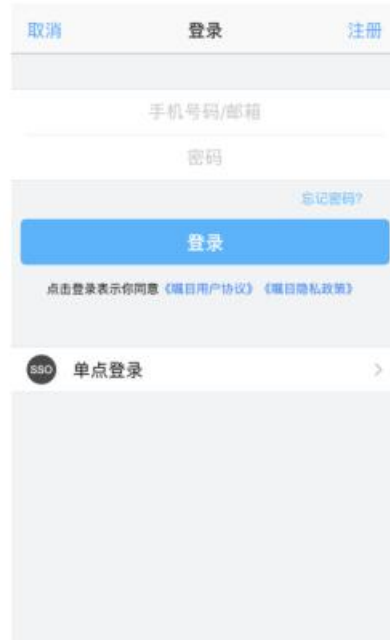 取消 登录 注册
手机号码/邮箱
密码
忘记密码?
登录
点击登录表示你同意《瞩目用户协议》《瞩目隐私政策》
SSO 单点登录